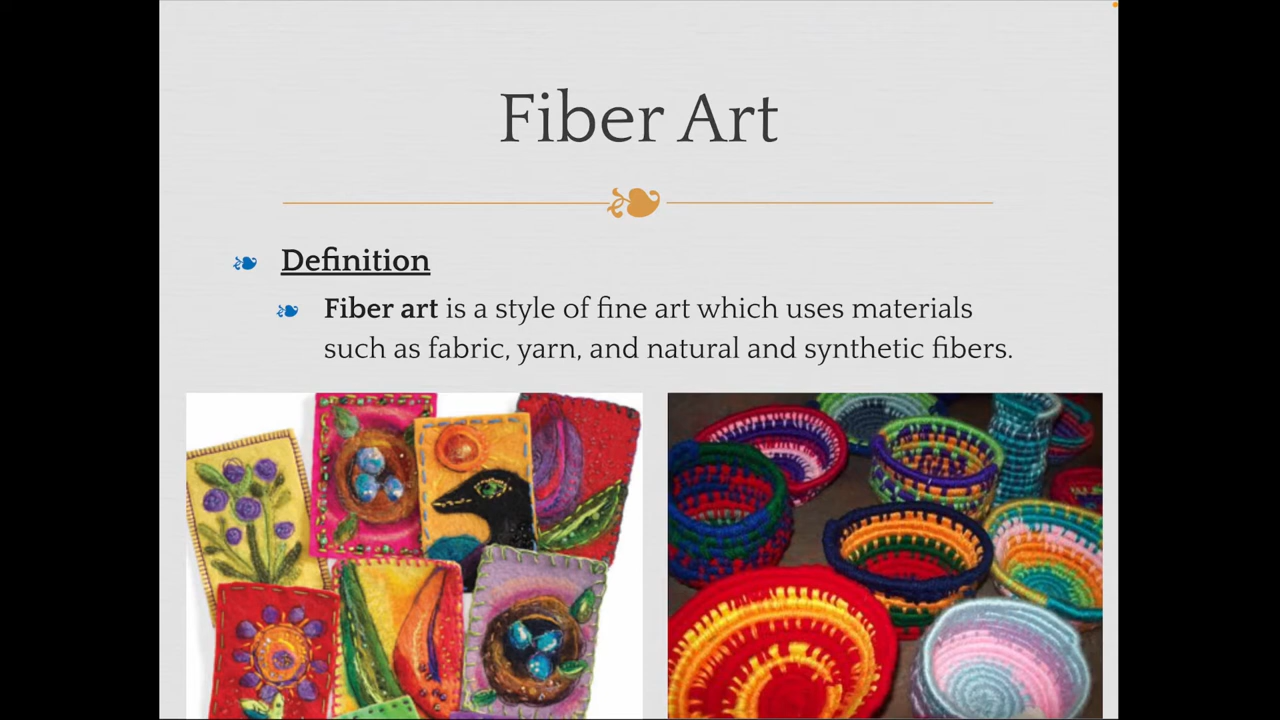 Fiber Art
Definition
Fiber art is a style of fine art which uses materials
such as fabric, yarn, and natural and synthetic fibers.